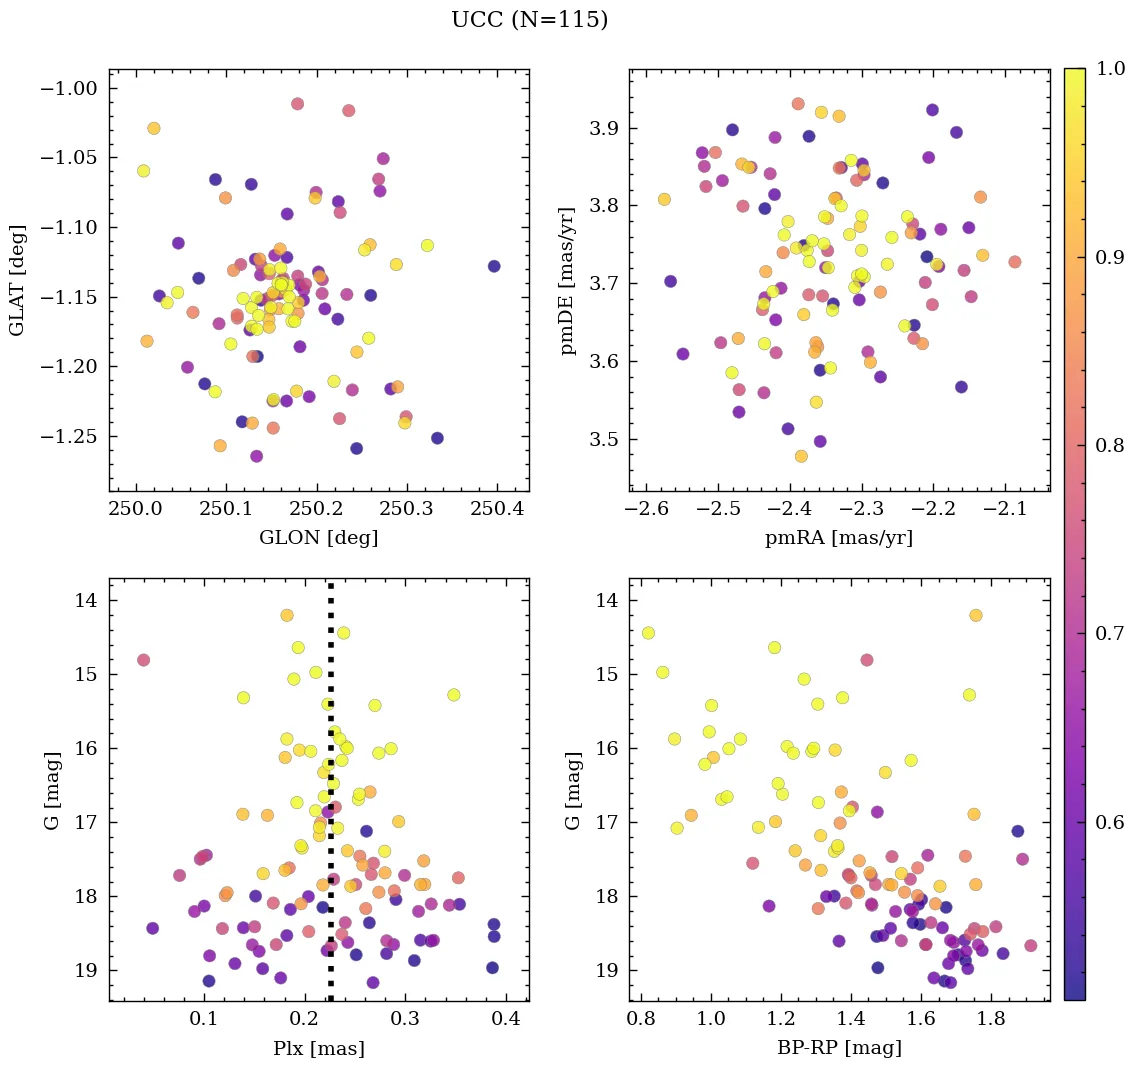 UCC (N=115)
−1.00
−1.05
−1.10
−1.15
−1.20
−1.25
GLAT [deg]
250.0 250.1 250.2 250.3 250.4
GLON [deg]
3.9
3.8
3.7
3.6
3.5
pmDE [mas/yr]
−2.6 −2.5 −2.4 −2.3 −2.2 −2.1
pmRA [mas/yr]
14
15
16
17
18
19
G [mag]
0.1 0.2 0.3 0.4
Plx [mas]
14
15
16
17
18
19
G [mag]
0.8 1.0 1.2 1.4 1.6 1.8
BP-RP [mag]
1.0
0.9
0.8
0.7
0.6